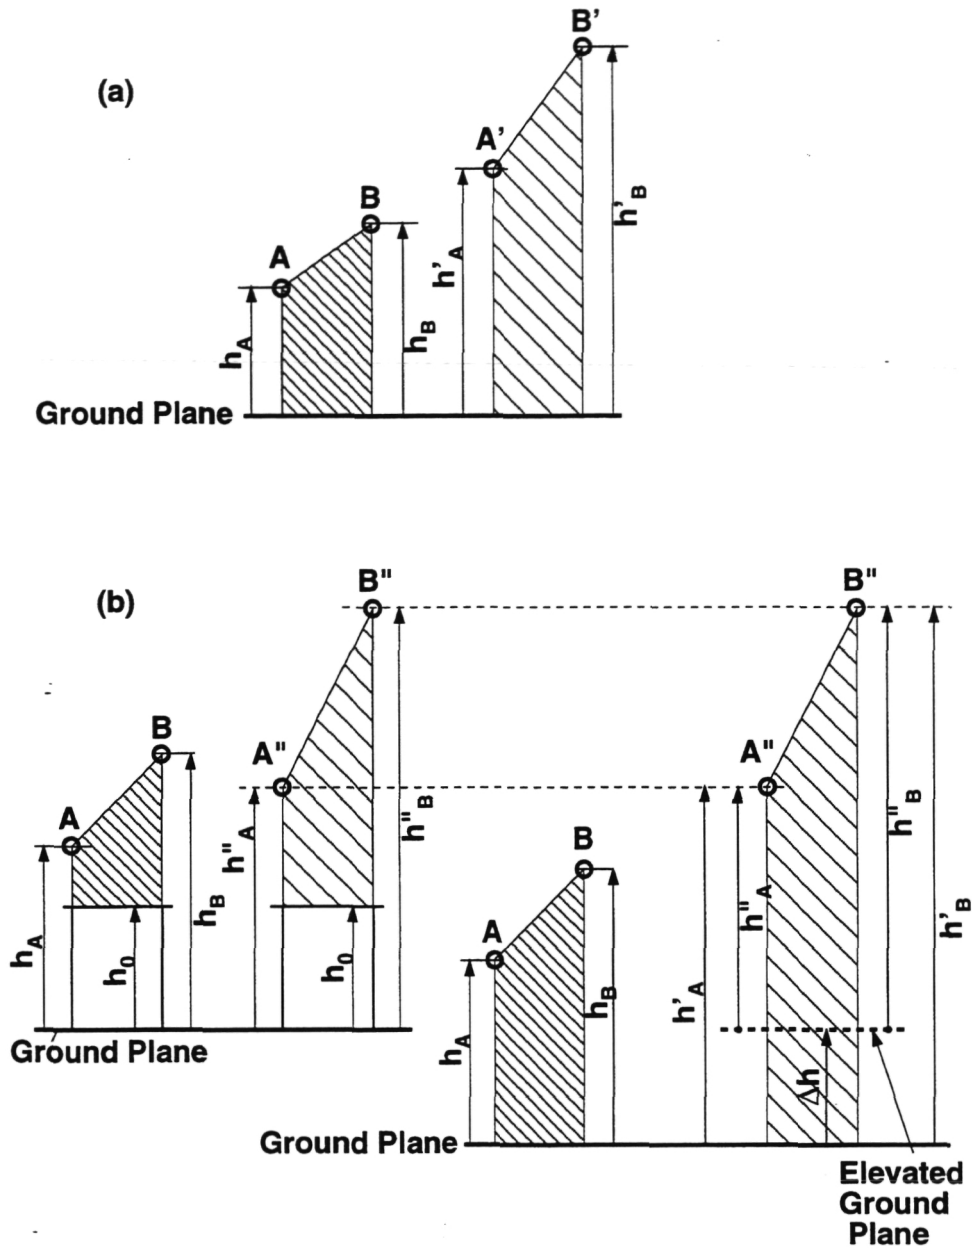 (a)
B'
A'
B
A
h'B
h'A
hB
hA
Ground Plane
(b)
B"
B"
B
A"
A"
A
h"A
h"B
hB
h"B
h"A
h'B
h'A
hA
h0
h0
B
A
hB
hA
Δh
Ground Plane
Ground Plane
Elevated
Ground
Plane